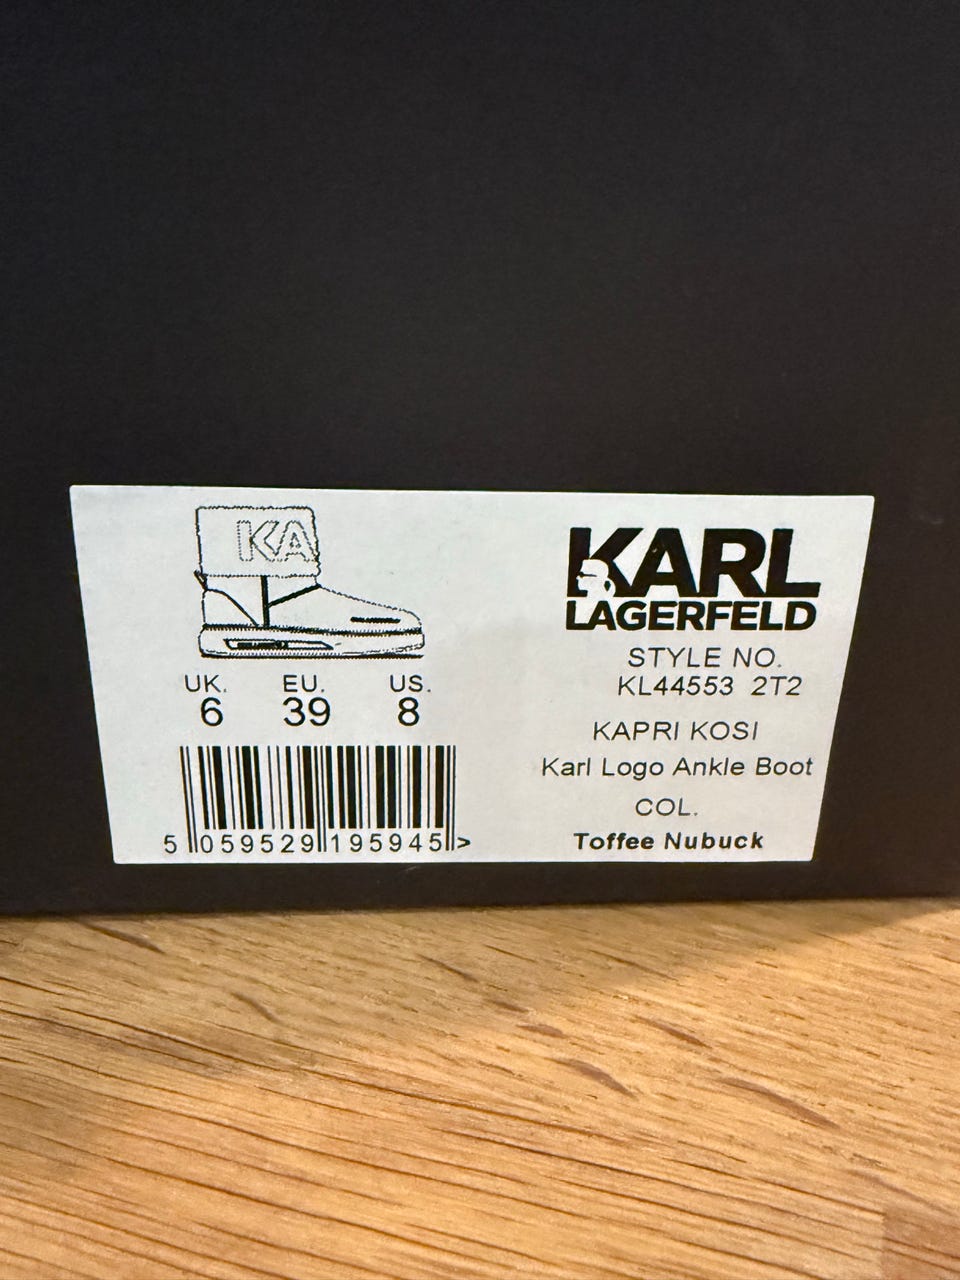 KA
UK. EU. US.
6 39 8
5 059529 195945 >
KARL
LAGERFELD
STYLE NO.
KL44553 2T2
KAPRI KOSI
Karl Logo Ankle Boot
COL.
Toffee Nubuck